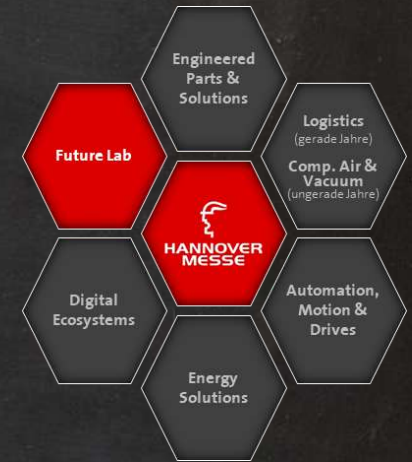 Engineered
Parts &
Solutions
Future Lab
Logistics
(gerade Jahre)
Comp. Air &
Vacuum
(ungerade Jahre)
HANNOVER
MESSE
Digital
Ecosystems
Automation,
Motion &
Drives
Energy
Solutions